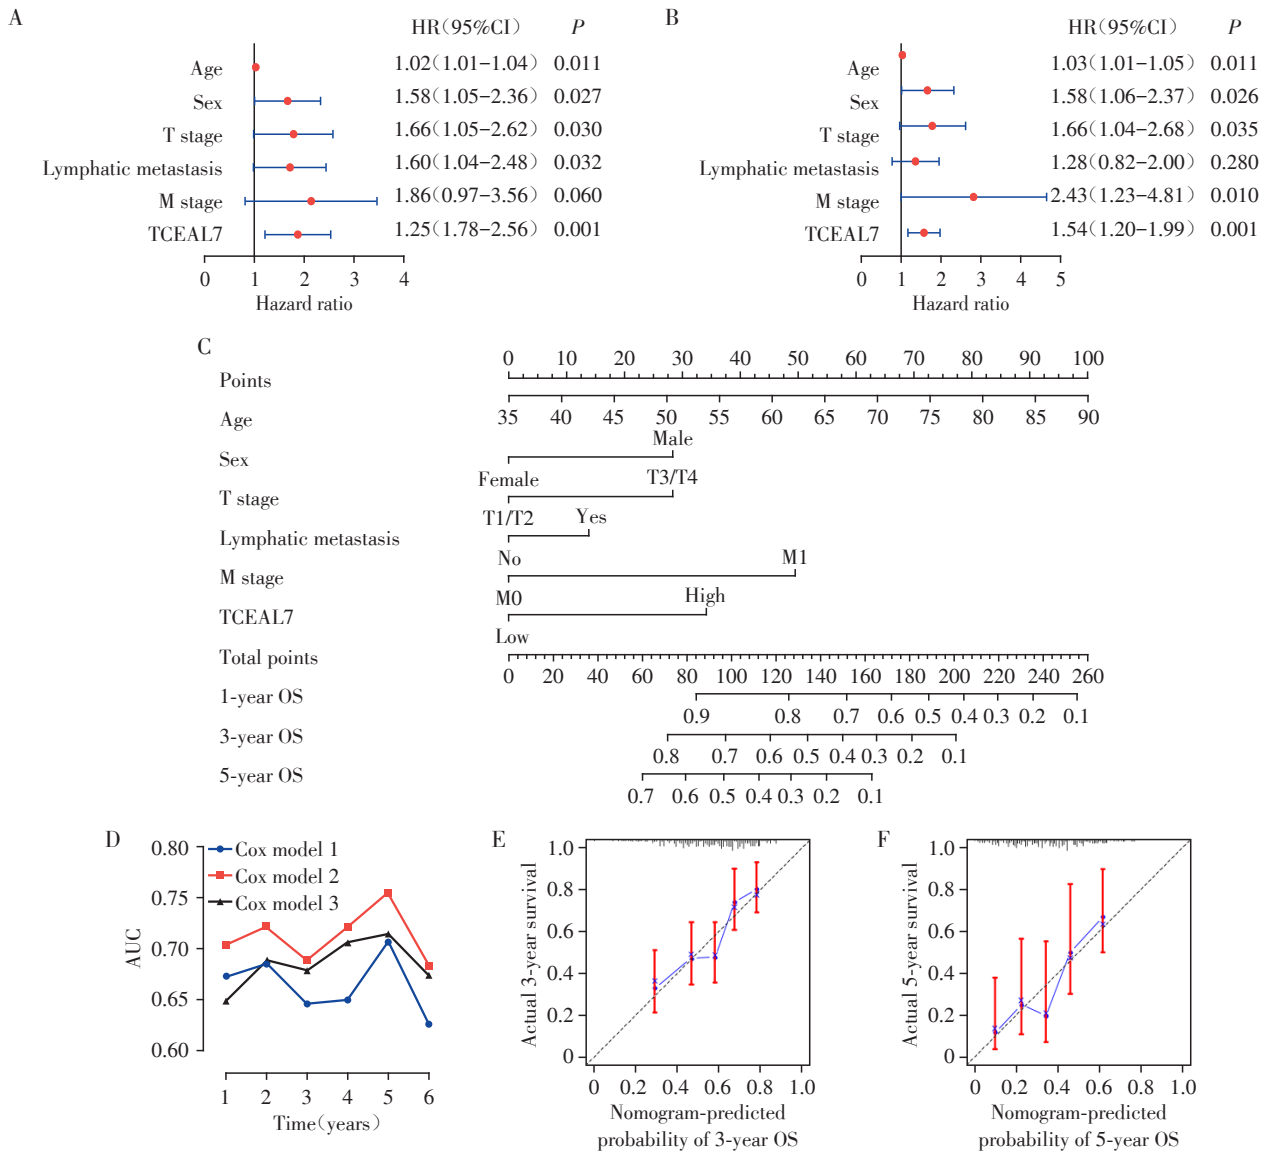 A
HR（95%CI） P
Age 1.02（1.01-1.04） 0.011
Sex 1.58（1.05-2.36） 0.027
T stage 1.66（1.05-2.62） 0.030
Lymphatic metastasis 1.60（1.04-2.48） 0.032
M stage 1.86（0.97-3.56） 0.060
TCEAL7 1.25（1.78-2.56） 0.001
0 1 2 3 4
Hazard ratio
B
HR（95%CI） P
Age 1.03（1.01-1.05） 0.011
Sex 1.58（1.06-2.37） 0.026
T stage 1.66（1.04-2.68） 0.035
Lymphatic metastasis 1.28（0.82-2.00） 0.280
M stage 2.43（1.23-4.81） 0.010
TCEAL7 1.54（1.20-1.99） 0.001
0 1 2 3 4 5
Hazard ratio
C
0 10 20 30 40 50 60 70 80 90 100
Points
Age
35 40 45 50 55 60 65 70 75 80 85 90
Male
Sex
Female T3/T4
T stage
T1/T2 Yes
Lymphatic metastasis
No M1
M stage
M0 High
TCEAL7
Low
Total points
0 20 40 60 80 100 120 140 160 180 200 220 240 260
1-year OS
0.9 0.8 0.7 0.6 0.5 0.4 0.3 0.2 0.1
3-year OS
0.8 0.7 0.6 0.5 0.4 0.3 0.2 0.1
5-year OS
0.7 0.6 0.5 0.4 0.3 0.2 0.1
D
Cox model 1
Cox model 2
Cox model 3
AUC
0.80
0.75
0.70
0.65
0.60
1 2 3 4 5 6
Time（years）
E
Actual 3-year survival
1.0
0.8
0.6
0.4
0.2
0
0 0.2 0.4 0.6 0.8 1.0
Nomogram-predicted
probability of 3-year OS
F
Actual 5-year survival
1.0
0.8
0.6
0.4
0.2
0
0 0.2 0.4 0.6 0.8 1.0
Nomogram-predicted
probability of 5-year OS